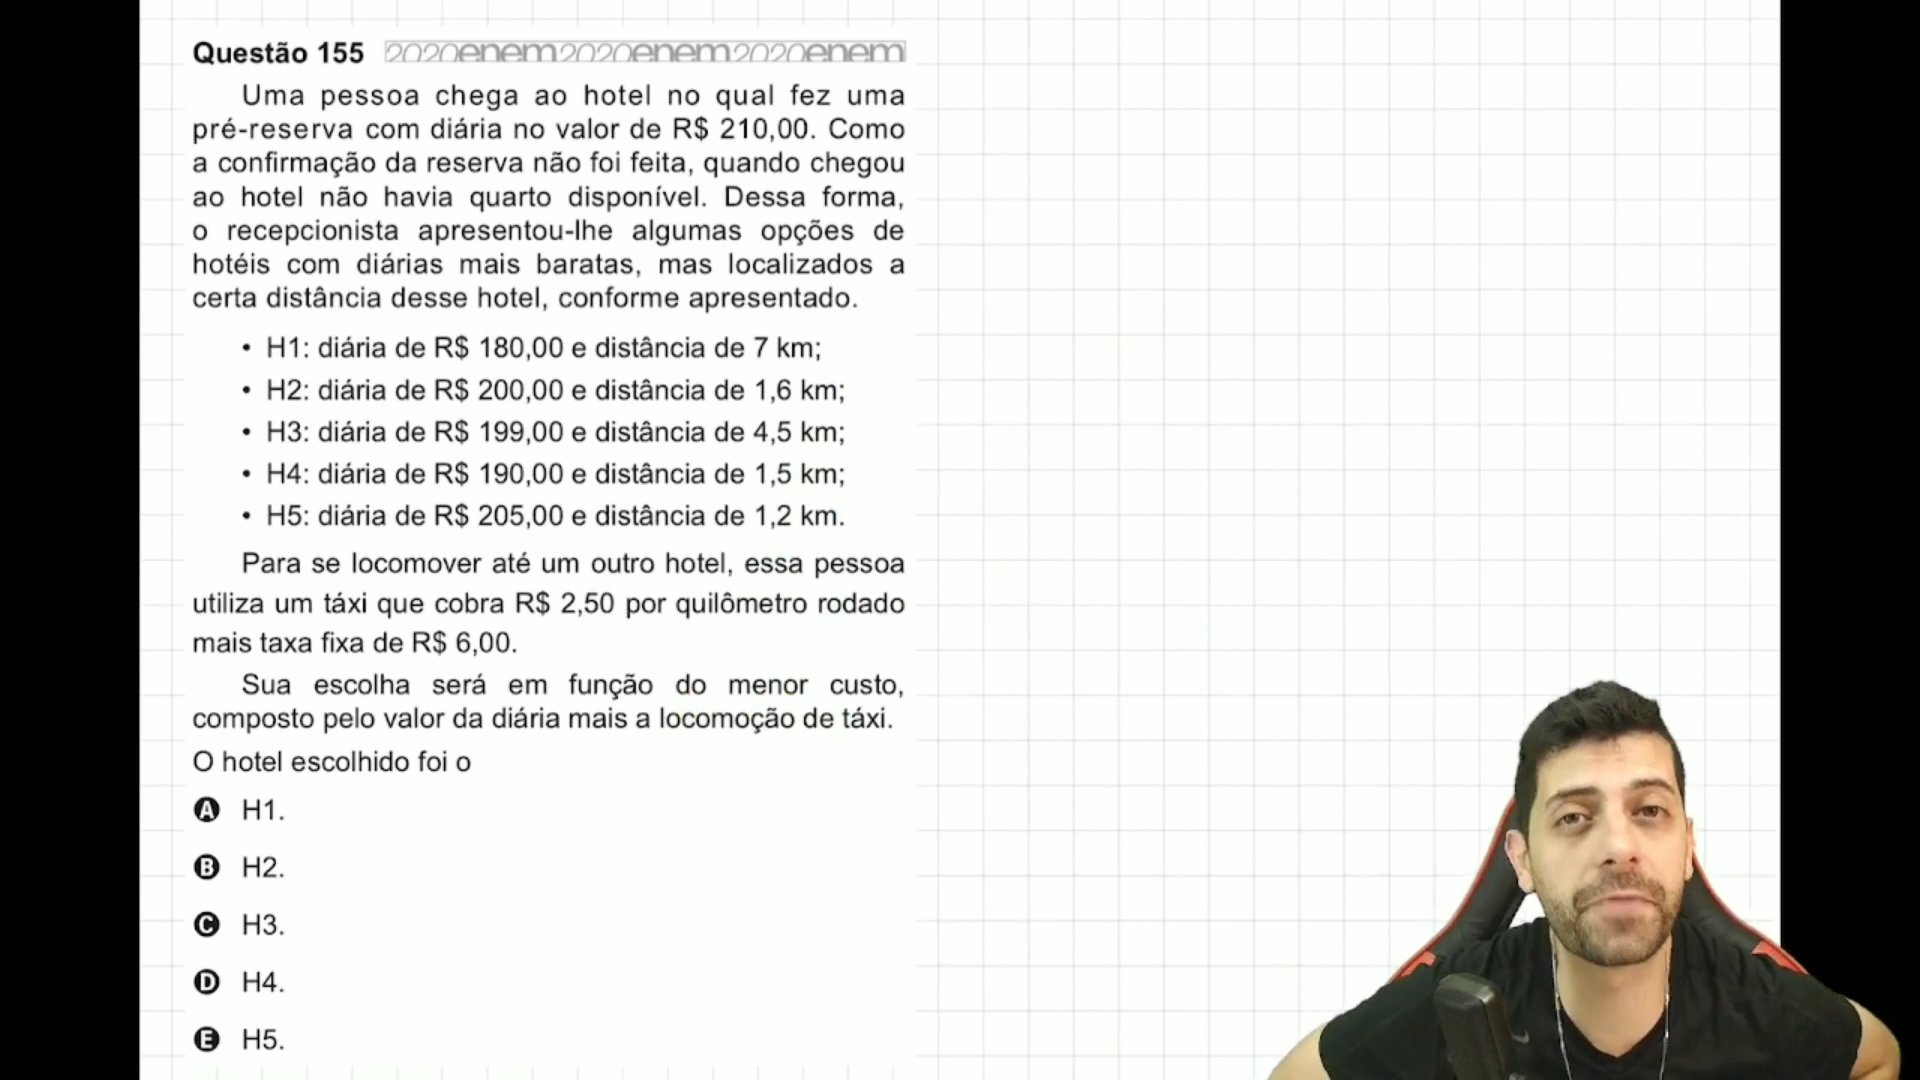 Questão 155 2020enem2020enem2020enem
Uma pessoa chega ao hotel no qual fez uma
pré-reserva com diária no valor de R$ 210,00. Como
a confirmação da reserva não foi feita, quando chegou
ao hotel não havia quarto disponível. Dessa forma,
o recepcionista apresentou-lhe algumas opções de
hotéis com diárias mais baratas, mas localizados a
certa distância desse hotel, conforme apresentado.
• H1: diária de R$ 180,00 e distância de 7 km;
• H2: diária de R$ 200,00 e distância de 1,6 km;
• H3: diária de R$ 199,00 e distância de 4,5 km;
• H4: diária de R$ 190,00 e distância de 1,5 km;
• H5: diária de R$ 205,00 e distância de 1,2 km.
Para se locomover até um outro hotel, essa pessoa
utiliza um táxi que cobra R$ 2,50 por quilômetro rodado
mais taxa fixa de R$ 6,00.
Sua escolha será em função do menor custo,
composto pelo valor da diária mais a locomoção de táxi.
O hotel escolhido foi o
A H1.
B H2.
C H3.
D H4.
E H5.